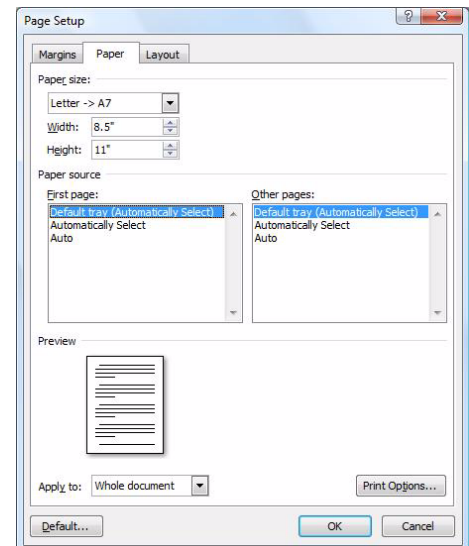 Page Setup
Margins Paper Layout
Paper size:
Letter -> A7
Width: 8.5"
Height: 11"
Paper source
First page: Other pages:
Default tray (Automatically Select) Default tray (Automatically Select)
Automatically Select Automatically Select
Auto Auto
Preview
Apply to: Whole document Print Options...
Default... OK Cancel